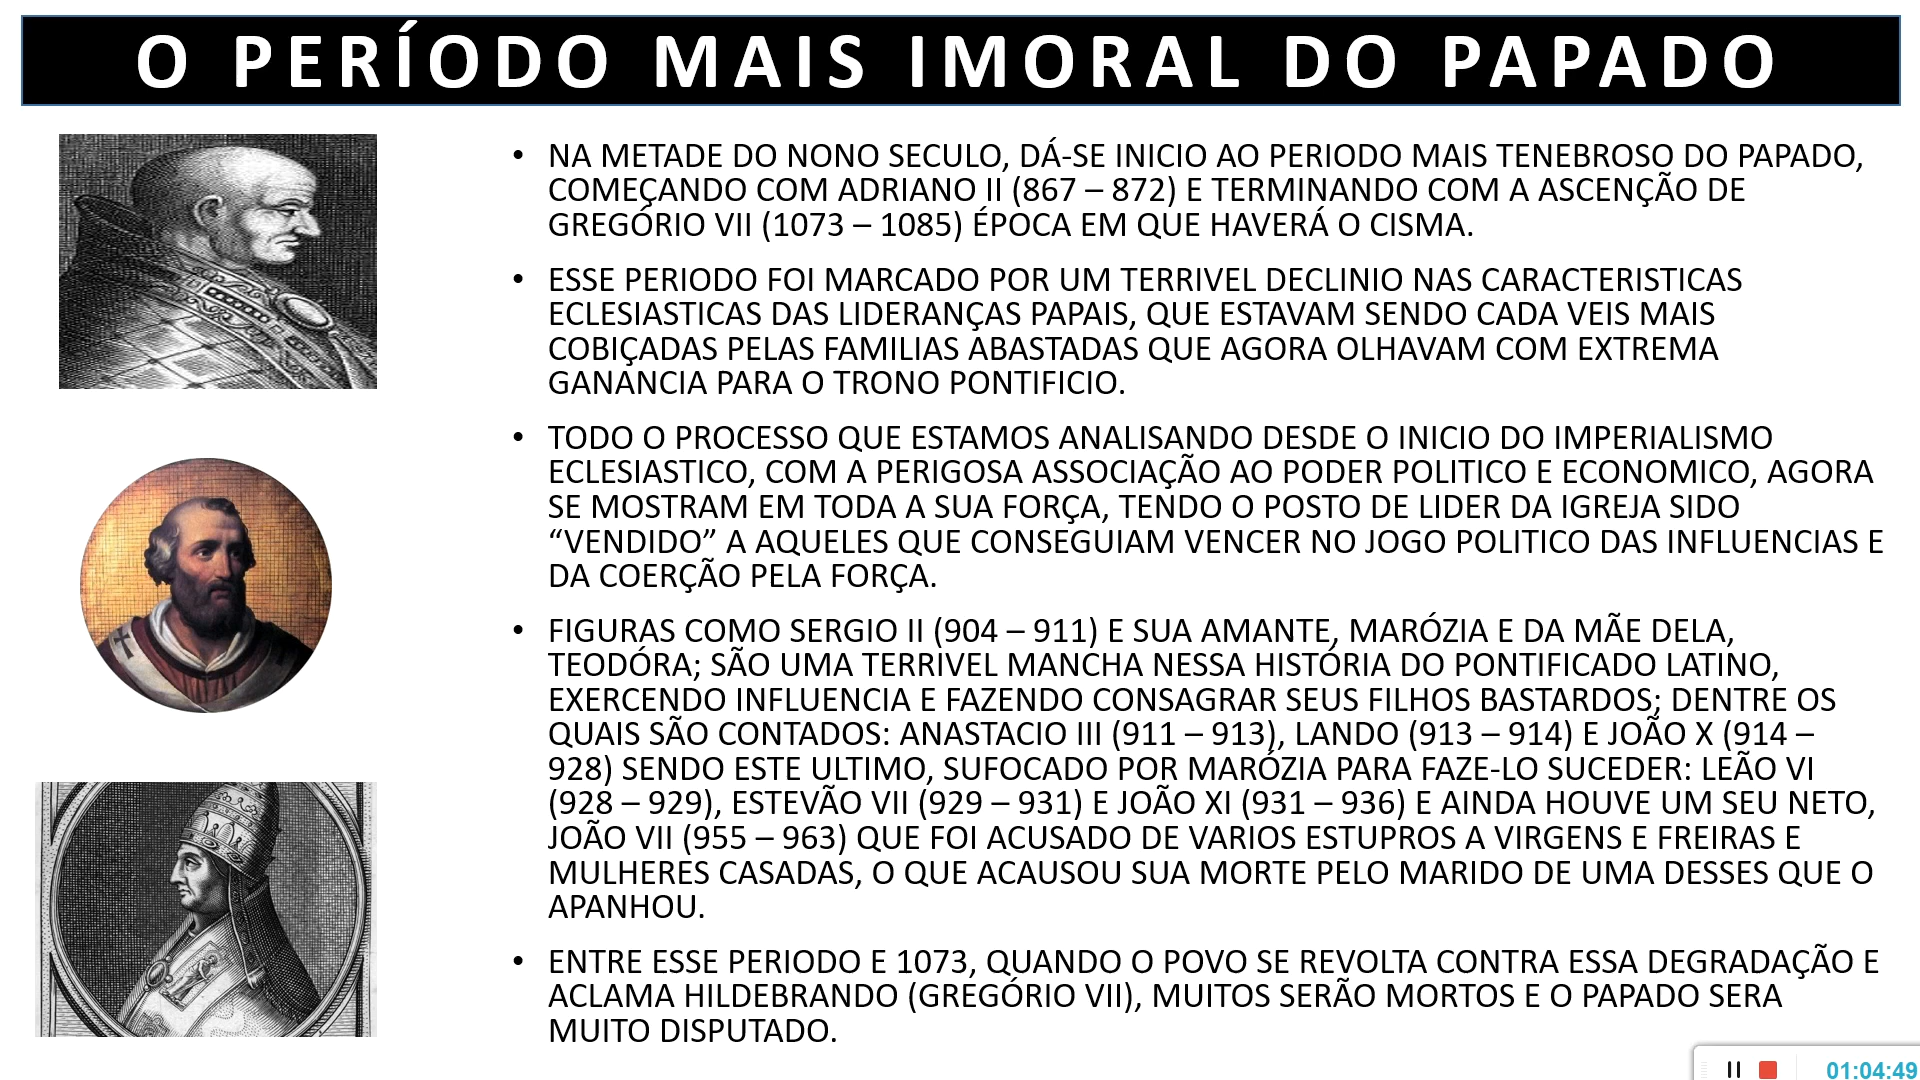 O PERÍODO MAIS IMORAL DO PAPADO
• NA METADE DO NONO SECULO, DÁ-SE INICIO AO PERIODO MAIS TENEBROSO DO PAPADO,
COMEÇANDO COM ADRIANO II (867 – 872) E TERMINANDO COM A ASCENÇÃO DE
GREGÓRIO VII (1073 – 1085) ÉPOCA EM QUE HAVERÁ O CISMA.
• ESSE PERIODO FOI MARCADO POR UM TERRIVEL DECLINIO NAS CARACTERISTICAS
ECLESIASTICAS DAS LIDERANÇAS PAPAIS, QUE ESTAVAM SENDO CADA VEIS MAIS
COBIÇADAS PELAS FAMILIAS ABASTADAS QUE AGORA OLHAVAM COM EXTREMA
GANANCIA PARA O TRONO PONTIFICIO.
• TODO O PROCESSO QUE ESTAMOS ANALISANDO DESDE O INICIO DO IMPERIALISMO
ECLESIASTICO, COM A PERIGOSA ASSOCIAÇÃO AO PODER POLITICO E ECONOMICO, AGORA
SE MOSTRAM EM TODA A SUA FORÇA, TENDO O POSTO DE LIDER DA IGREJA SIDO
“VENDIDO” A AQUELES QUE CONSEGUIAM VENCER NO JOGO POLITICO DAS INFLUENCIAS E
DA COERÇÃO PELA FORÇA.
• FIGURAS COMO SERGIO II (904 – 911) E SUA AMANTE, MARÓZIA E DA MÃE DELA,
TEODÓRA; SÃO UMA TERRIVEL MANCHA NESSA HISTÓRIA DO PONTIFICADO LATINO,
EXERCENDO INFLUENCIA E FAZENDO CONSAGRAR SEUS FILHOS BASTARDOS; DENTRE OS
QUAIS SÃO CONTADOS: ANASTACIO III (911 – 913), LANDO (913 – 914) E JOÃO X (914 –
928) SENDO ESTE ULTIMO, SUFOCADO POR MARÓZIA PARA FAZE-LO SUCEDER: LEÃO VI
(928 – 929), ESTEVÃO VII (929 – 931) E JOÃO XI (931 – 936) E AINDA HOUVE UM SEU NETO,
JOÃO VII (955 – 963) QUE FOI ACUSADO DE VARIOS ESTUPROS A VIRGENS E FREIRAS E
MULHERES CASADAS, O QUE ACAUSOU SUA MORTE PELO MARIDO DE UMA DESSES QUE O
APANHOU.
• ENTRE ESSE PERIODO E 1073, QUANDO O POVO SE REVOLTA CONTRA ESSA DEGRADAÇÃO E
ACLAMA HILDEBRANDO (GREGÓRIO VII), MUITOS SERÃO MORTOS E O PAPADO SERA
MUITO DISPUTADO.
01:04:49